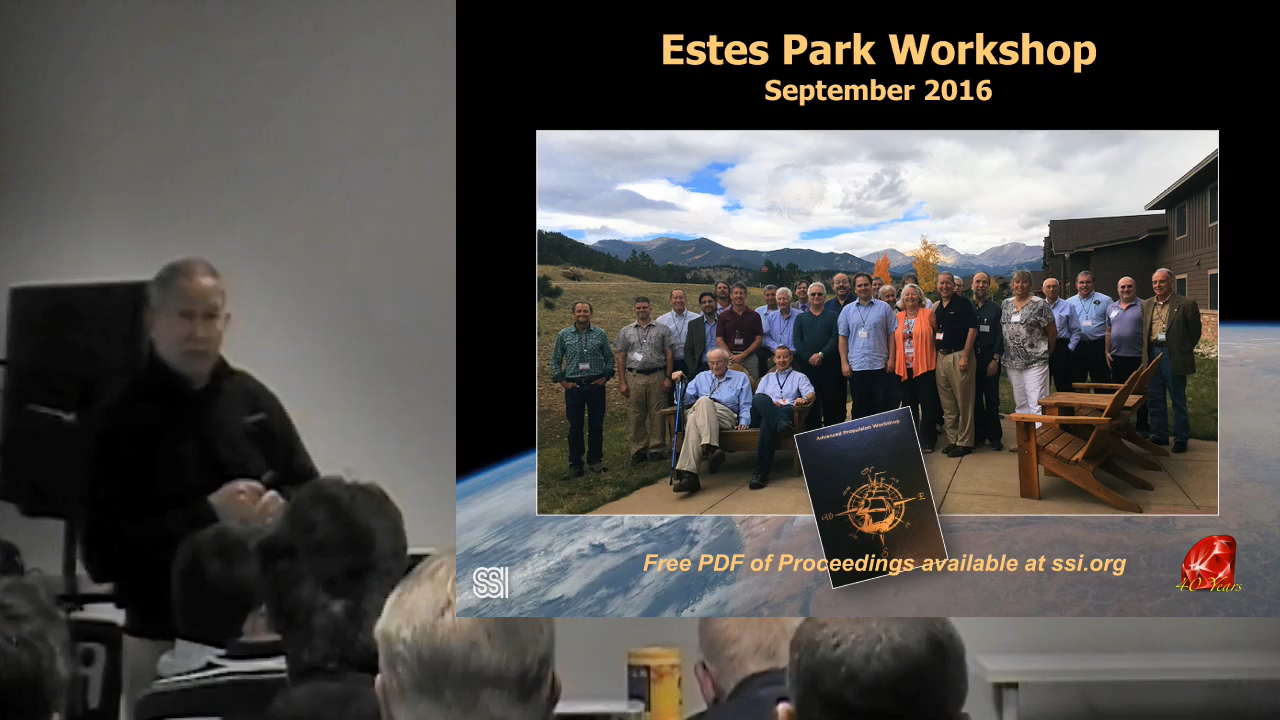 Estes Park Workshop
September 2016
Advanced Propulsion Workshop
E
S
Free PDF of Proceedings available at ssi.org
SSI
40 Years